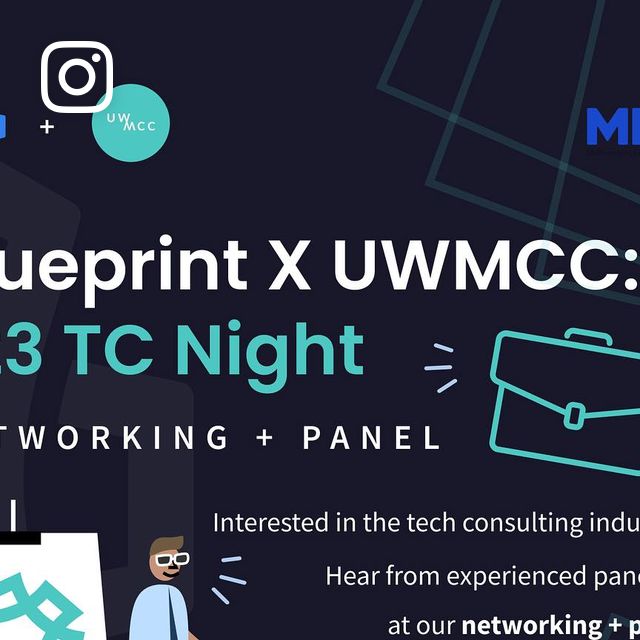 + UW MCC
ueprint X UWMCC:
3 TC Night
TWORKING + PANEL
Interested in the tech consulting indu
Hear from experienced pan
at our networking + p